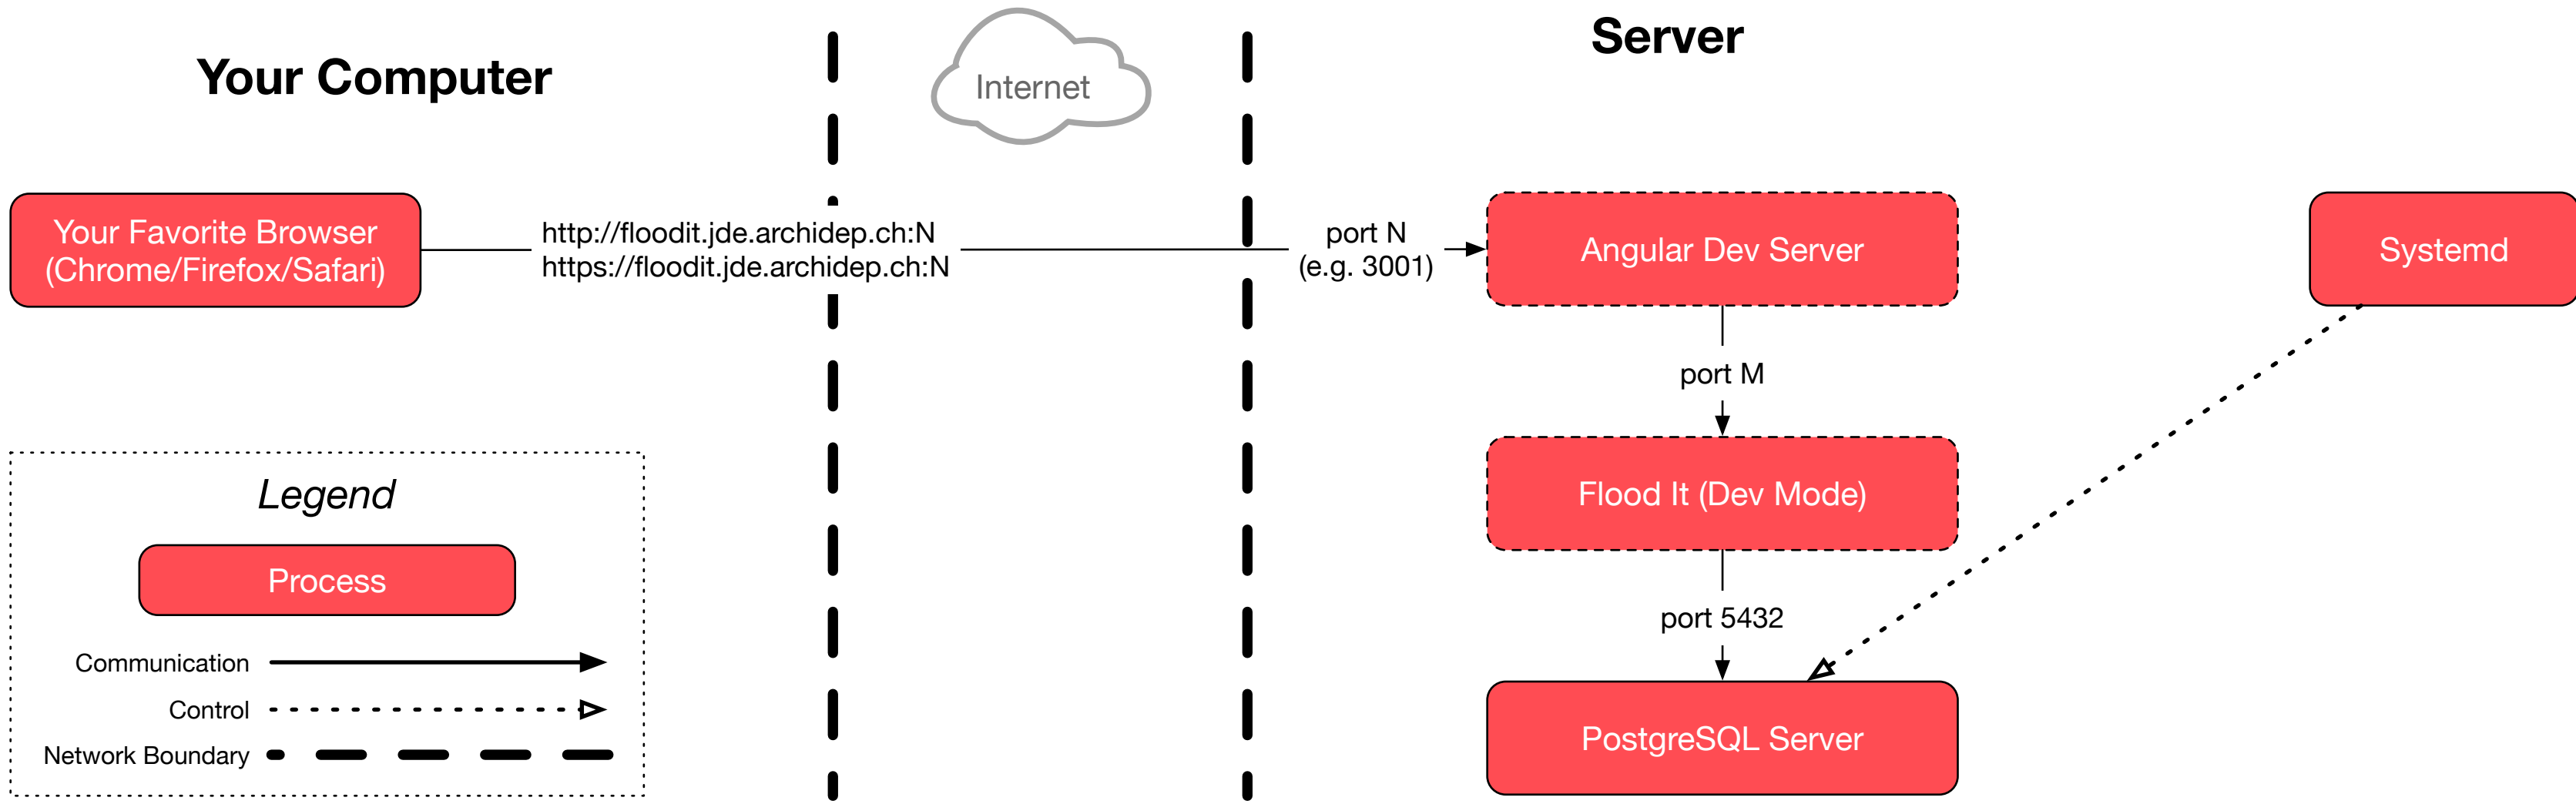 Your Computer
Internet
Server
Your Favorite Browser
(Chrome/Firefox/Safari)
http://floodit.jde.archidep.ch:N
https://floodit.jde.archidep.ch:N
port N
(e.g. 3001)
Angular Dev Server
Systemd
port M
Flood It (Dev Mode)
port 5432
PostgreSQL Server
Legend
Process
Communication
Control
Network Boundary